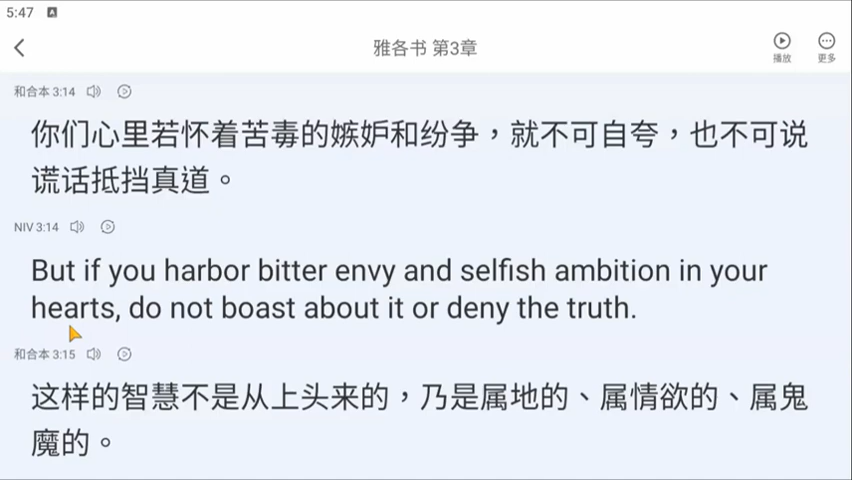 5:47 A
雅各书 第3章
播放 更多
和合本 3:14
你们心里若怀着苦毒的嫉妒和纷争，就不可自夸，也不可说
谎话抵挡真道。
NIV 3:14
But if you harbor bitter envy and selfish ambition in your
hearts, do not boast about it or deny the truth.
和合本 3:15
这样的智慧不是从上头来的，乃是属地的、属情欲的、属鬼
魔的。